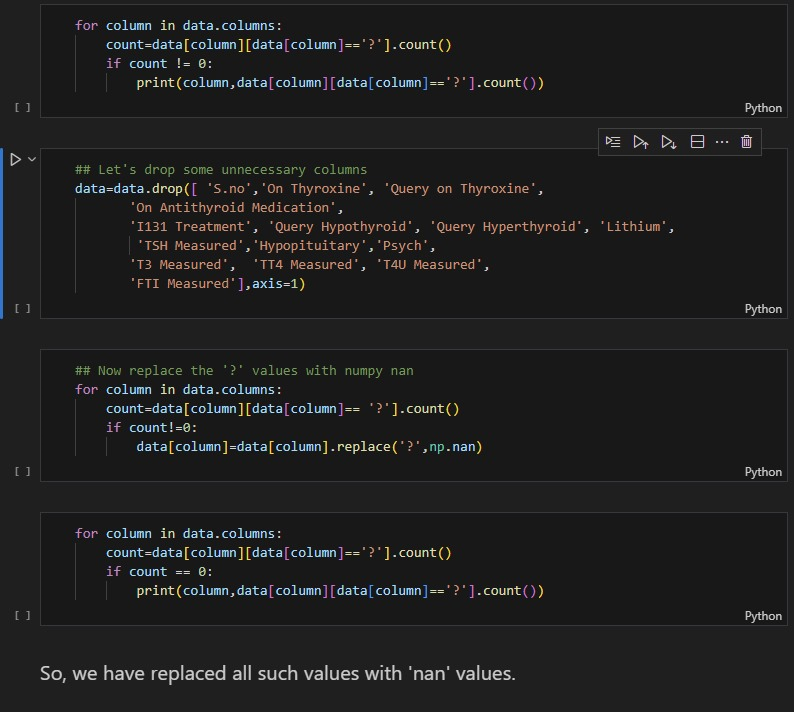 for column in data.columns:
    count=data[column][data[column]=='?'].count()
    if count != 0:
        print(column,data[column][data[column]=='?'].count())
[ ]
Python
## Let's drop some unnecessary columns
data=data.drop([ 'S.no','On Thyroxine', 'Query on Thyroxine',
       'On Antithyroid Medication',
       'I131 Treatment', 'Query Hypothyroid', 'Query Hyperthyroid', 'Lithium',
        'TSH Measured','Hypopituitary','Psych',
       'T3 Measured',  'TT4 Measured', 'T4U Measured',
       'FTI Measured'],axis=1)
[ ]
Python
## Now replace the '?' values with numpy nan
for column in data.columns:
    count=data[column][data[column]== '?'].count()
    if count!=0:
        data[column]=data[column].replace('?',np.nan)
[ ]
Python
for column in data.columns:
    count=data[column][data[column]=='?'].count()
    if count == 0:
        print(column,data[column][data[column]=='?'].count())
[ ]
Python
So, we have replaced all such values with 'nan' values.